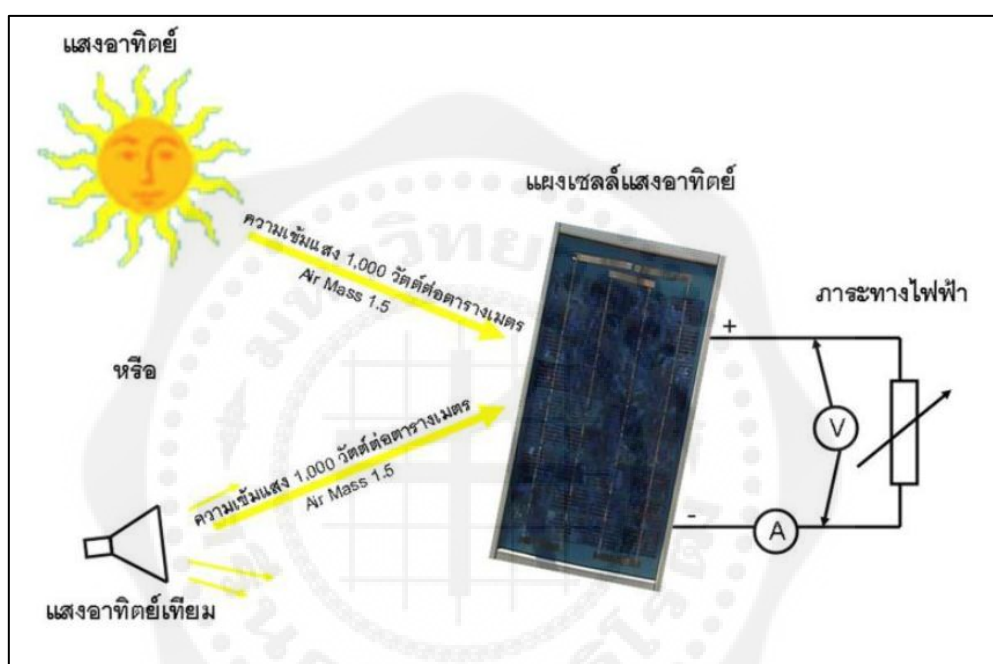 แสงอาทิตย์
แผงเซลล์แสงอาทิตย์
ความเข้มแสง 1,000 วัตต์ต่อตารางเมตร
Air Mass 1.5
ภาระทางไฟฟ้า
+
หรือ
V
ความเข้มแสง 1,000 วัตต์ต่อตารางเมตร
Air Mass 1.5
-
A
แสงอาทิตย์เทียม